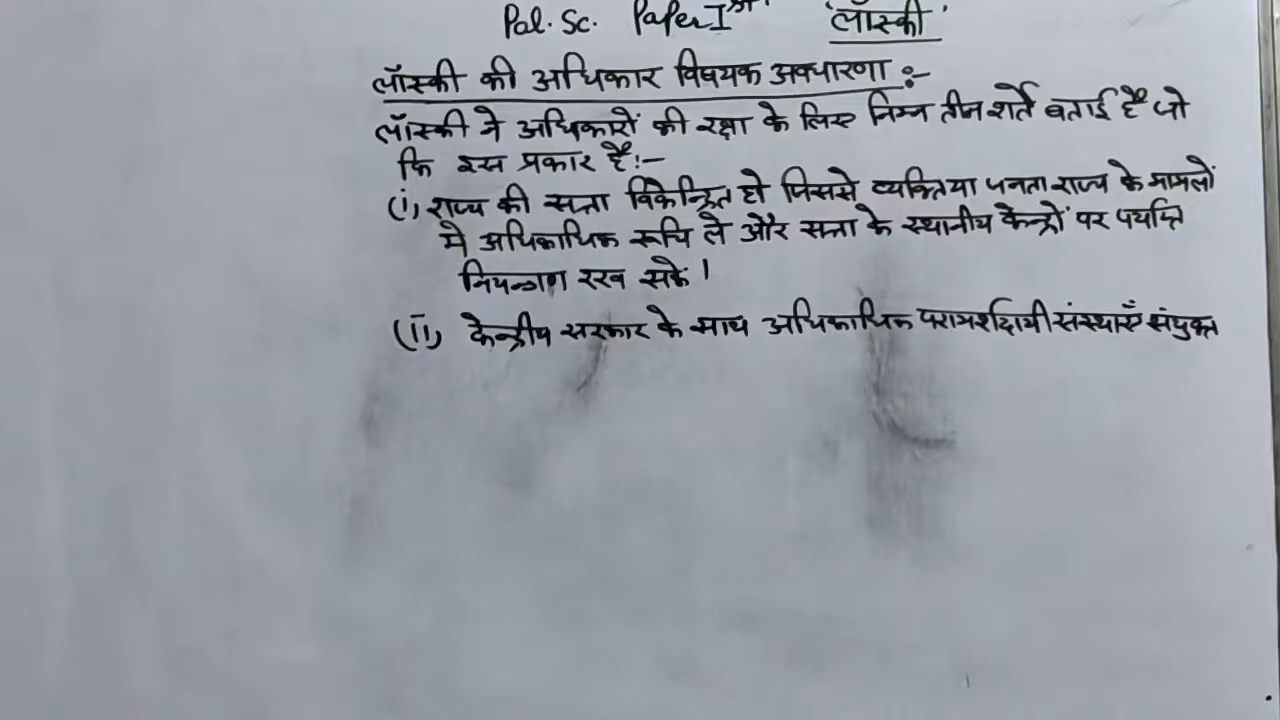 Pol. Sc. Paper I 'लॉस्की'
लॉस्की की अधिकार विषयक अवधारणा :-
लॉस्की ने अधिकारों की रक्षा के लिए निम्न तीन शर्तें बताई है जो
कि इस प्रकार है:-
(i) राज्य की सत्ता विकेन्द्रित हो जिससे व्यक्ति या जनता राज्य के मामलों
मे अधिकाधिक रूचि ले और सत्ता के स्थानीय केन्द्रों पर पर्याप्त
नियन्त्रण रख सकें।
(ii) केन्द्रीय सरकार के साथ अधिकाधिक परामर्शदायी संस्थाएँ संयुक्त